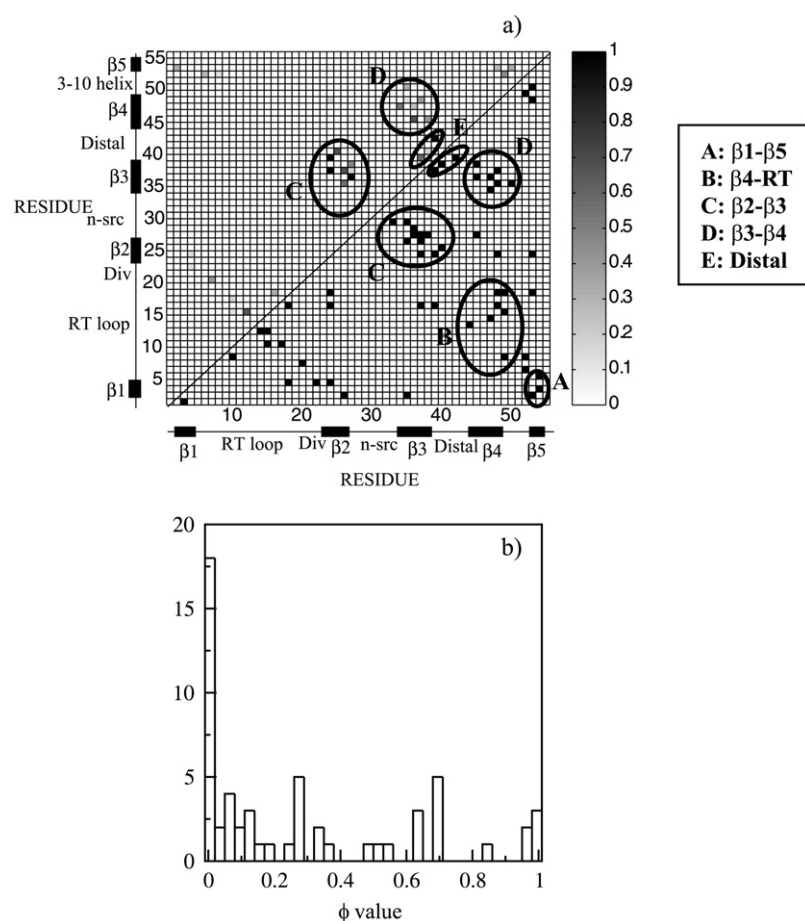 a)
β5
3-10 helix
β4
Distal
β3
RESIDUE
n-src
β2
Div
RT loop
β1
55
50
45
40
35
30
25
20
15
10
5
D
E
D
C
C
B
A
1
0.9
0.8
0.7
0.6
0.5
0.4
0.3
0.2
0.1
0
A: β1-β5
B: β4-RT
C: β2-β3
D: β3-β4
E: Distal
10 20 30 40 50
β1 RT loop Div β2 n-src β3 Distal β4 β5
RESIDUE
b)
20
15
10
5
0
0 0.2 0.4 0.6 0.8 1
ϕ value